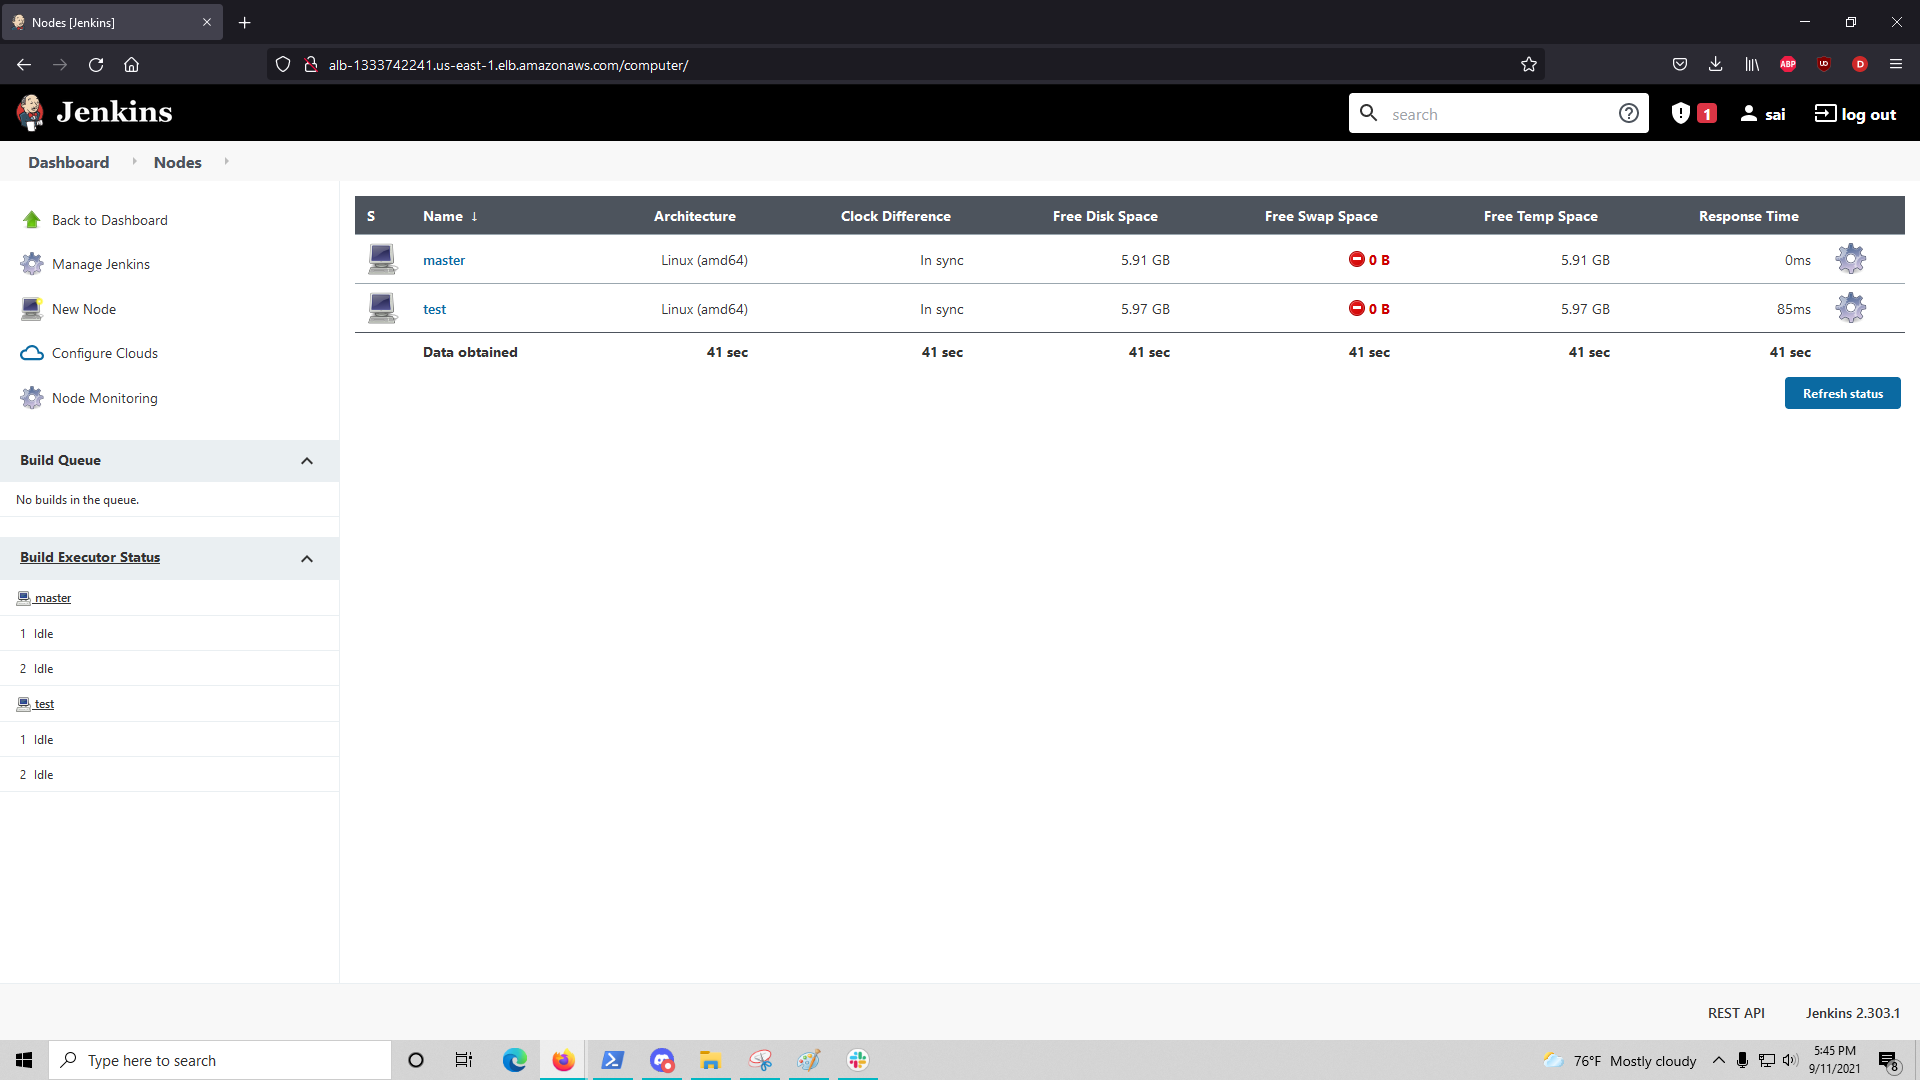 Nodes [Jenkins]
alb-1333742241.us-east-1.elb.amazonaws.com/computer/
ABP
UO
D
Jenkins
search
1
sai
log out
Dashboard
Nodes
Back to Dashboard
Manage Jenkins
New Node
Configure Clouds
Node Monitoring
Build Queue
No builds in the queue.
Build Executor Status
master
1 Idle
2 Idle
test
1 Idle
2 Idle
S Name ↓ Architecture Clock Difference Free Disk Space Free Swap Space Free Temp Space Response Time
master Linux (amd64) In sync 5.91 GB 0 B 5.91 GB 0ms
test Linux (amd64) In sync 5.97 GB 0 B 5.97 GB 85ms
Data obtained 41 sec 41 sec 41 sec 41 sec 41 sec 41 sec
Refresh status
REST API Jenkins 2.303.1
Type here to search
76°F Mostly cloudy
5:45 PM
9/11/2021
8